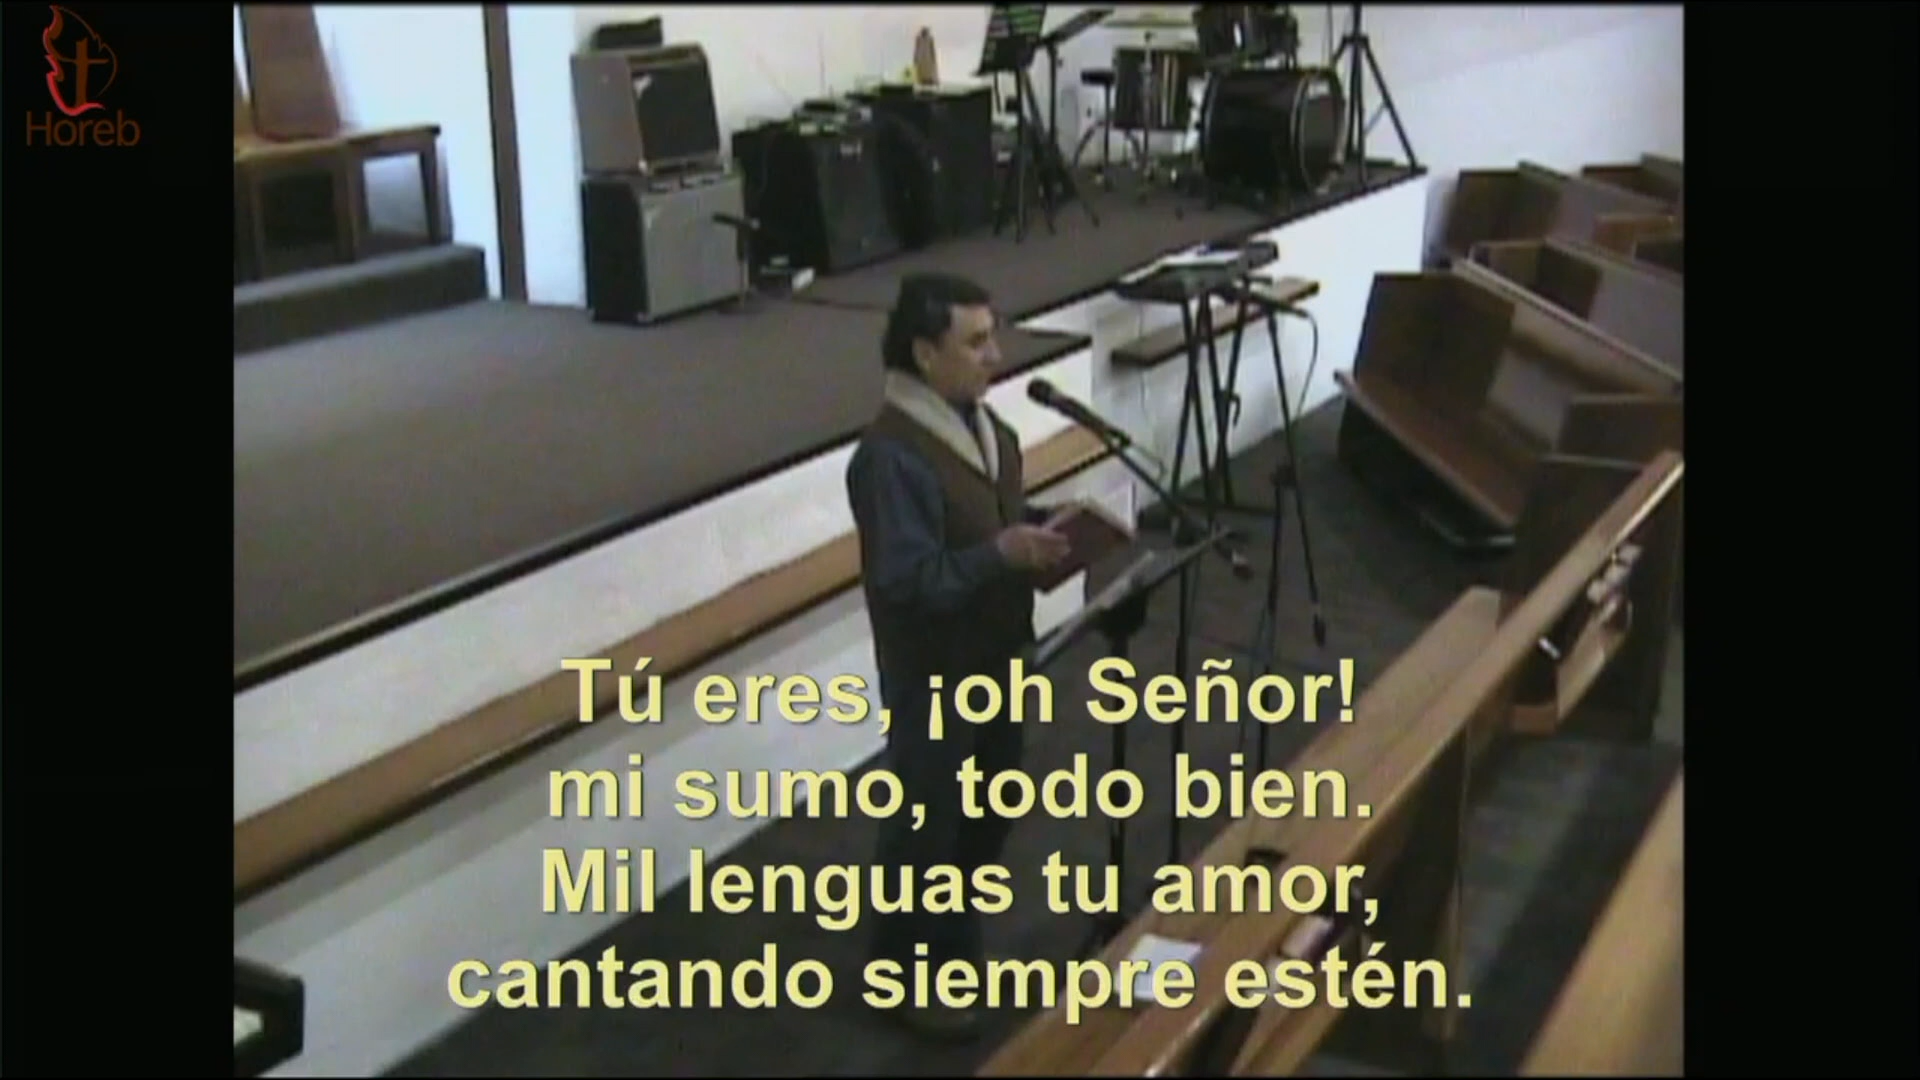 Horeb
Tú eres, ¡oh Señor!
mi sumo, todo bien.
Mil lenguas tu amor,
cantando siempre estén.